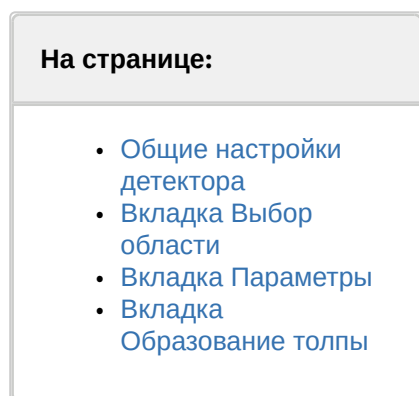 На странице:
• Общие настройки
детектора
• Вкладка Выбор
области
• Вкладка Параметры
• Вкладка
Образование толпы